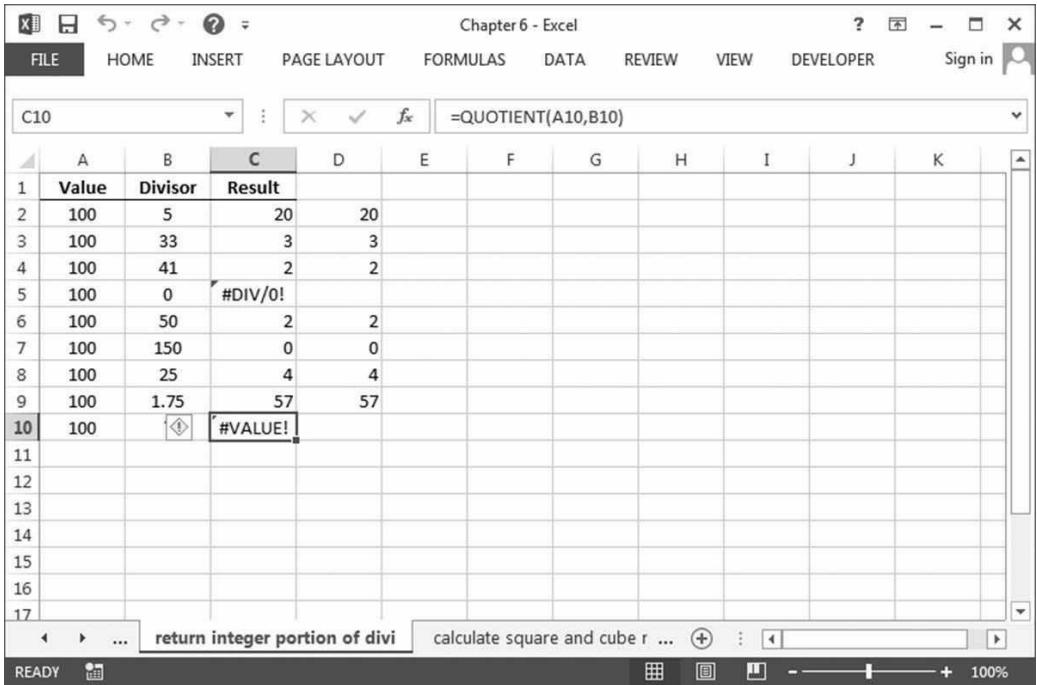 Chapter 6 - Excel
FILE HOME INSERT PAGE LAYOUT FORMULAS DATA REVIEW VIEW DEVELOPER Sign in
C10 fx =QUOTIENT(A10,B10)
A B C D E F G H I J K
1 Value Divisor Result
2 100 5 20 20
3 100 33 3 3
4 100 41 2 2
5 100 0 #DIV/0!
6 100 50 2 2
7 100 150 0 0
8 100 25 4 4
9 100 1.75 57 57
10 100 #VALUE!
11
12
13
14
15
16
17
... return integer portion of divi calculate square and cube r ...
READY 100%